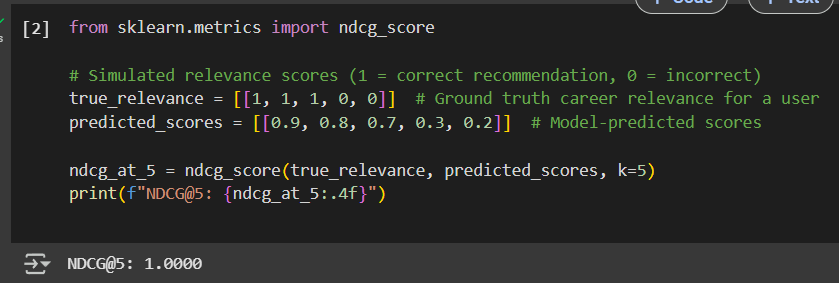 Code
Text
[2] from sklearn.metrics import ndcg_score
# Simulated relevance scores (1 = correct recommendation, 0 = incorrect)
true_relevance = [[1, 1, 1, 0, 0]]  # Ground truth career relevance for a user
predicted_scores = [[0.9, 0.8, 0.7, 0.3, 0.2]]  # Model-predicted scores
ndcg_at_5 = ndcg_score(true_relevance, predicted_scores, k=5)
print(f"NDCG@5: {ndcg_at_5:.4f}")
NDCG@5: 1.0000